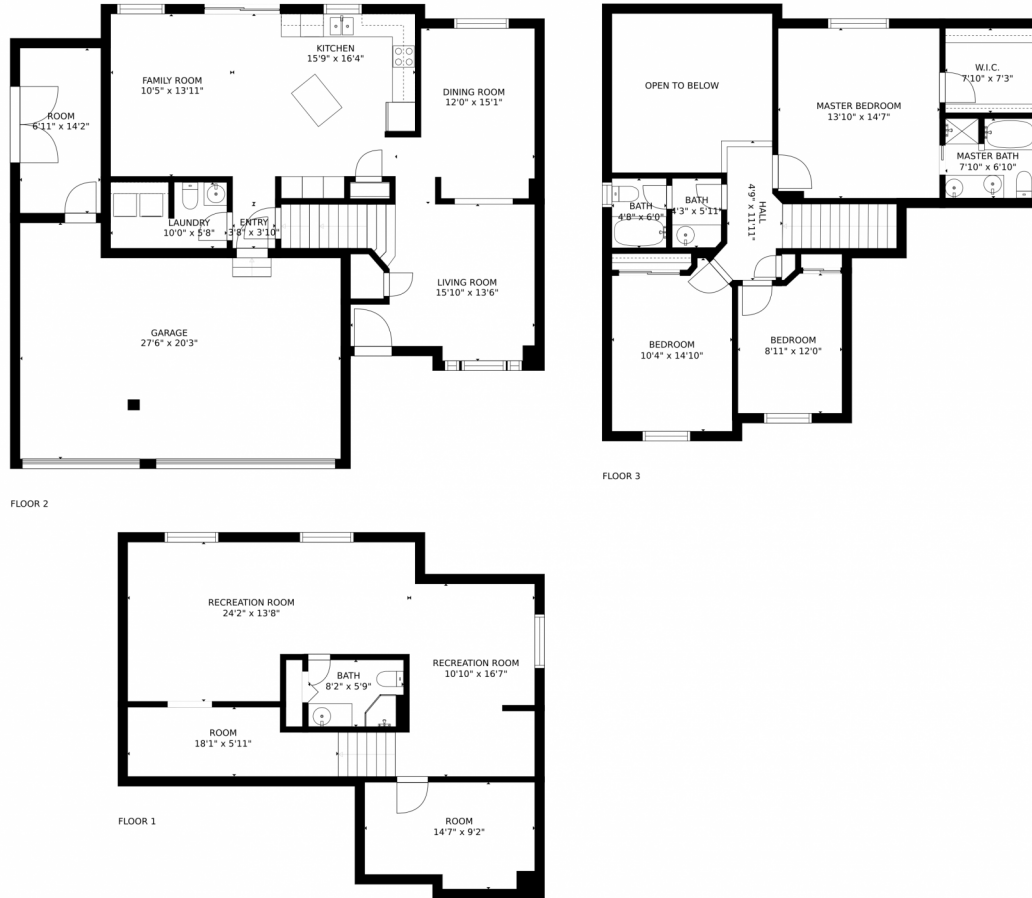 KITCHEN
15'9" x 16'4"
FAMILY ROOM
10'5" x 13'11"
DINING ROOM
12'0" x 15'1"
ROOM
6'11" x 14'2"
LAUNDRY
10'0" x 5'8"
ENTRY
3'8" x 3'10"
LIVING ROOM
15'10" x 13'6"
GARAGE
27'6" x 20'3"
FLOOR 2
OPEN TO BELOW
MASTER BEDROOM
13'10" x 14'7"
W.I.C.
7'10" x 7'3"
MASTER BATH
7'10" x 6'10"
BATH
4'8" x 6'0"
BATH
4'3" x 5'11"
HALL
4'9" x 11'11"
BEDROOM
10'4" x 14'10"
BEDROOM
8'11" x 12'0"
FLOOR 3
RECREATION ROOM
24'2" x 13'8"
RECREATION ROOM
10'10" x 16'7"
BATH
8'2" x 5'9"
ROOM
18'1" x 5'11"
ROOM
14'7" x 9'2"
FLOOR 1